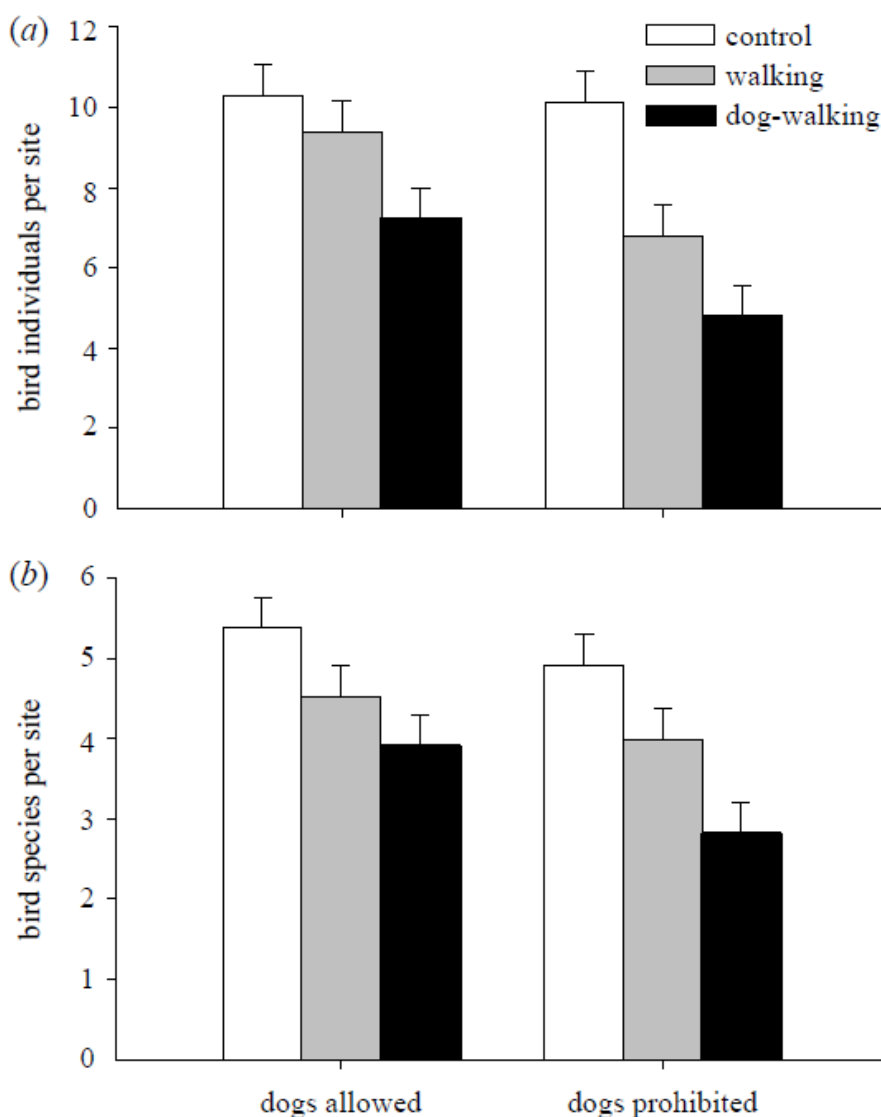 (a)
12
10
8
6
4
2
0
bird individuals per site
control
walking
dog-walking
(b)
6
5
4
3
2
1
0
bird species per site
dogs allowed
dogs prohibited